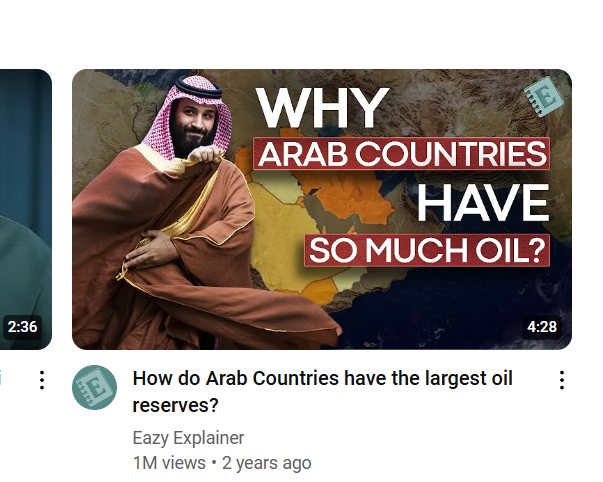 WHY
ARAB COUNTRIES
HAVE
SO MUCH OIL?
E
2:36
4:28
E
How do Arab Countries have the largest oil
reserves?
Eazy Explainer
1M views • 2 years ago